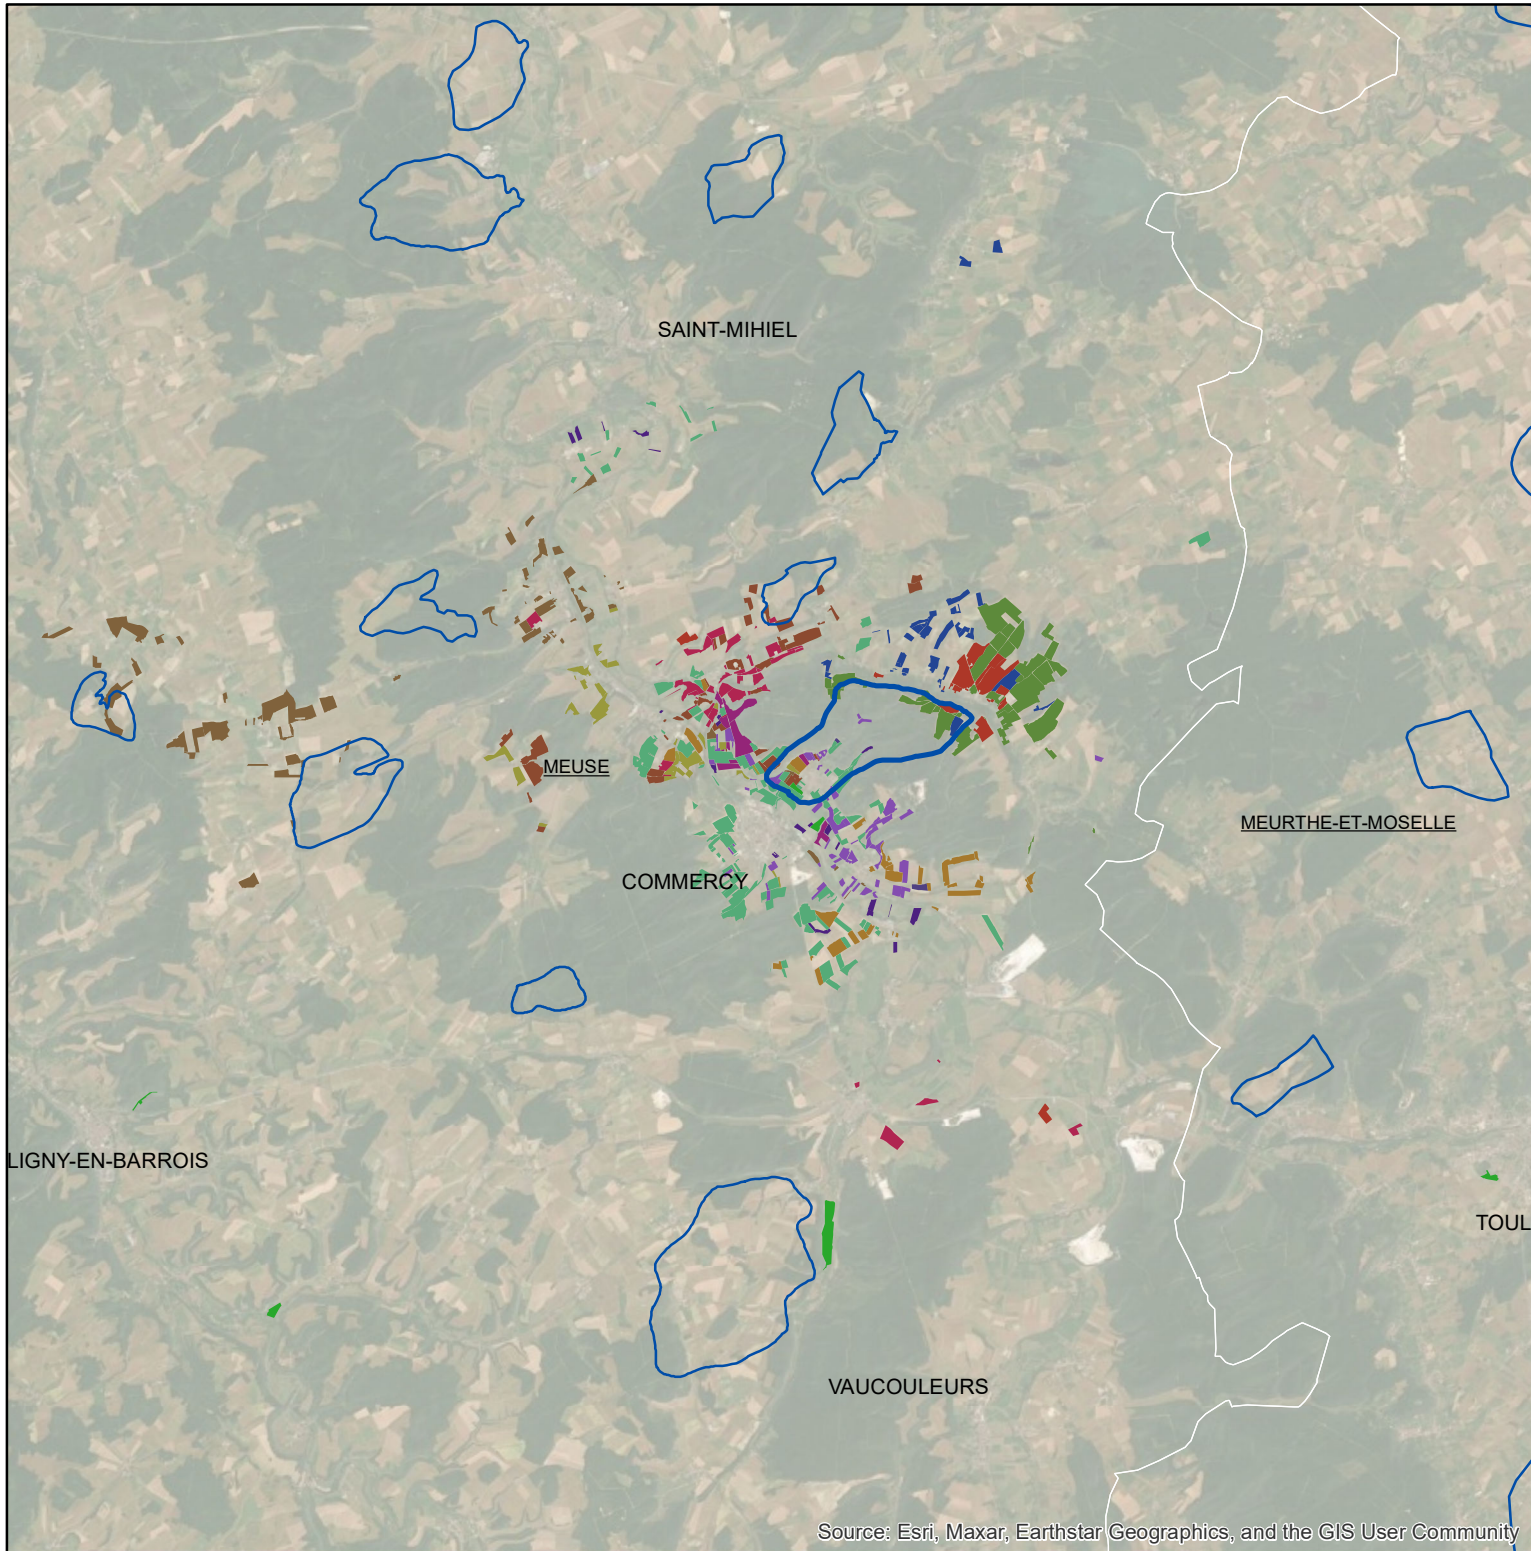 SAINT-MIHIEL
MEUSE
MEURTHE-ET-MOSELLE
COMMERCY
LIGNY-EN-BARROIS
TOUL
VAUCOULEURS
Source: Esri, Maxar, Earthstar Geographics, and the GIS User Community